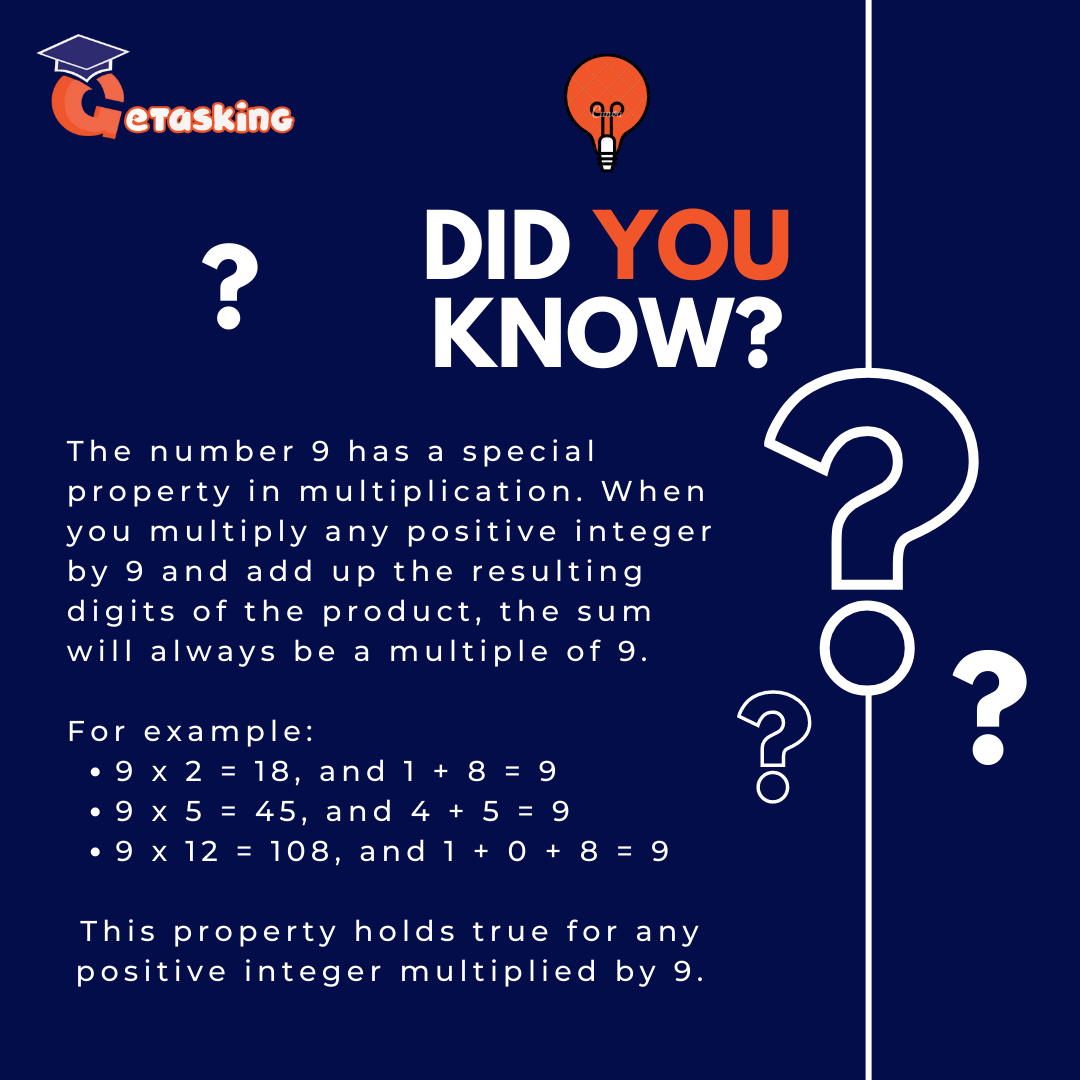 GETASKING
DID YOU
KNOW?
?
The number 9 has a special
property in multiplication. When
you multiply any positive integer
by 9 and add up the resulting
digits of the product, the sum
will always be a multiple of 9.
?
?
?
For example:
• 9 x 2 = 18, and 1 + 8 = 9
• 9 x 5 = 45, and 4 + 5 = 9
• 9 x 12 = 108, and 1 + 0 + 8 = 9
This property holds true for any
positive integer multiplied by 9.